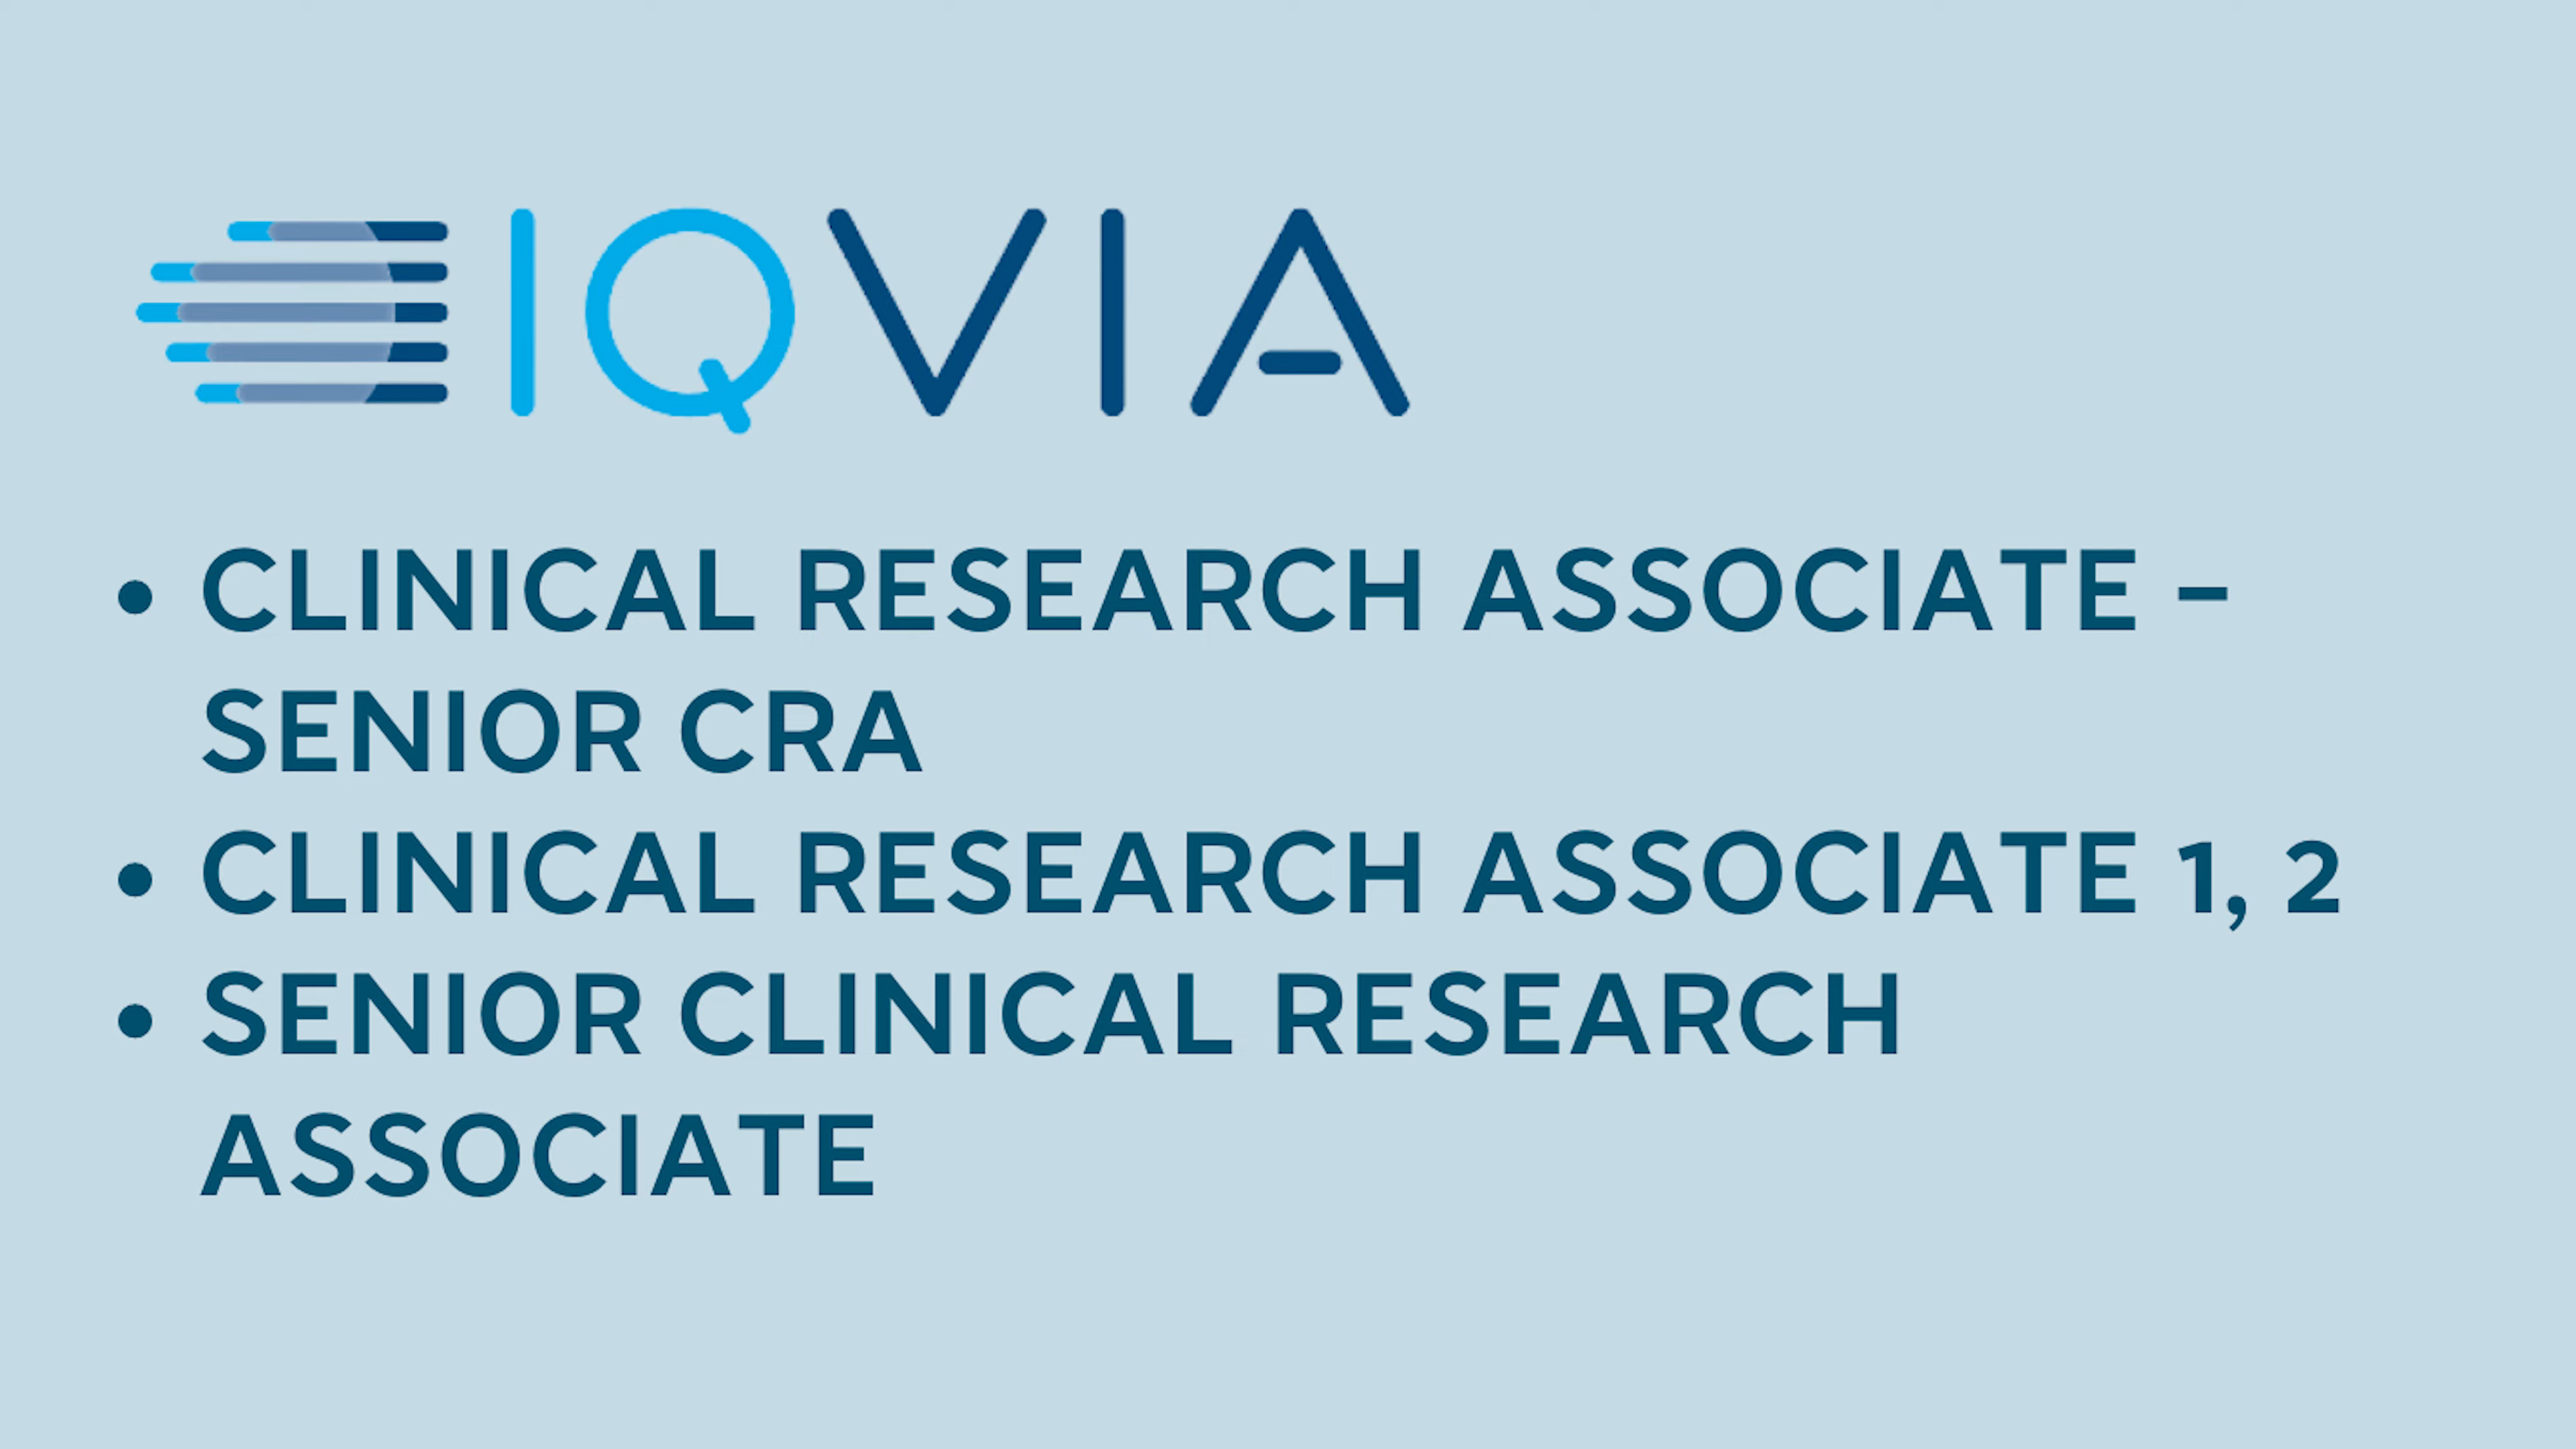 IQVIA
• CLINICAL RESEARCH ASSOCIATE –
SENIOR CRA
• CLINICAL RESEARCH ASSOCIATE 1, 2
• SENIOR CLINICAL RESEARCH
ASSOCIATE